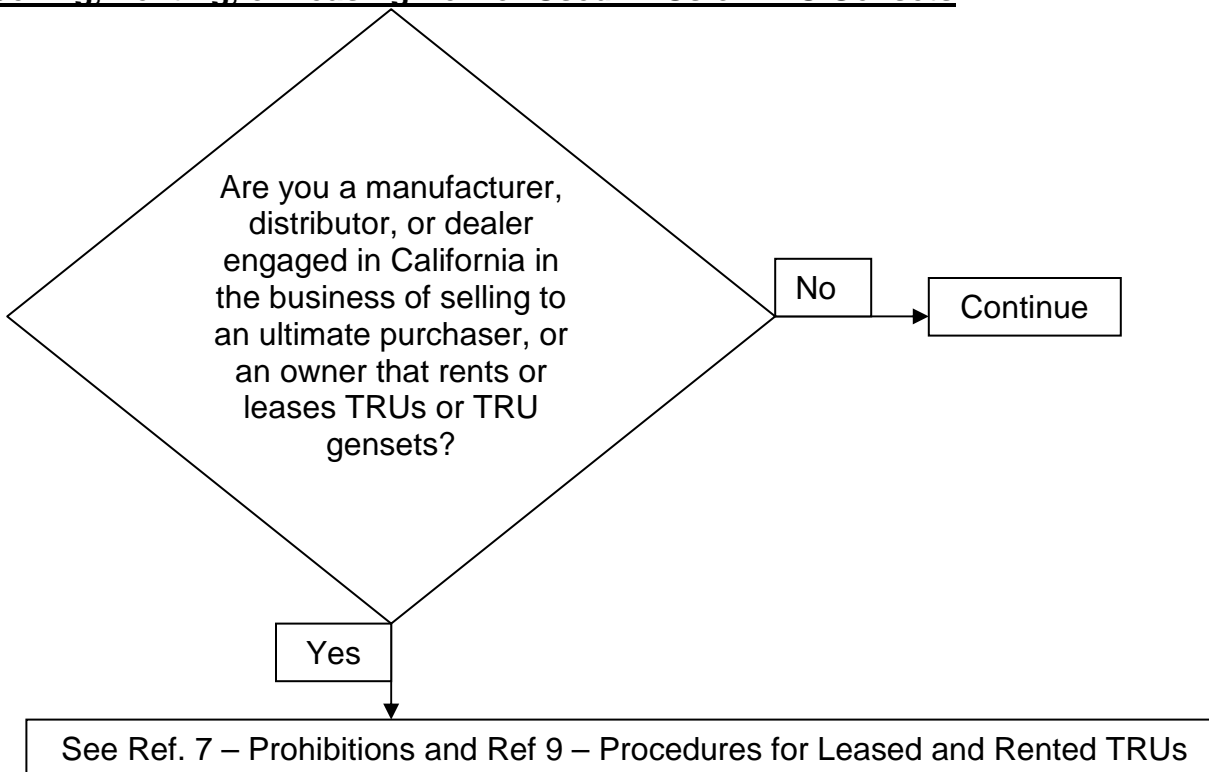 Are you a manufacturer,
distributor, or dealer
engaged in California in
the business of selling to
an ultimate purchaser, or
an owner that rents or
leases TRUs or TRU
gensets?
No
Continue
Yes
See Ref. 7 – Prohibitions and Ref 9 – Procedures for Leased and Rented TRUs